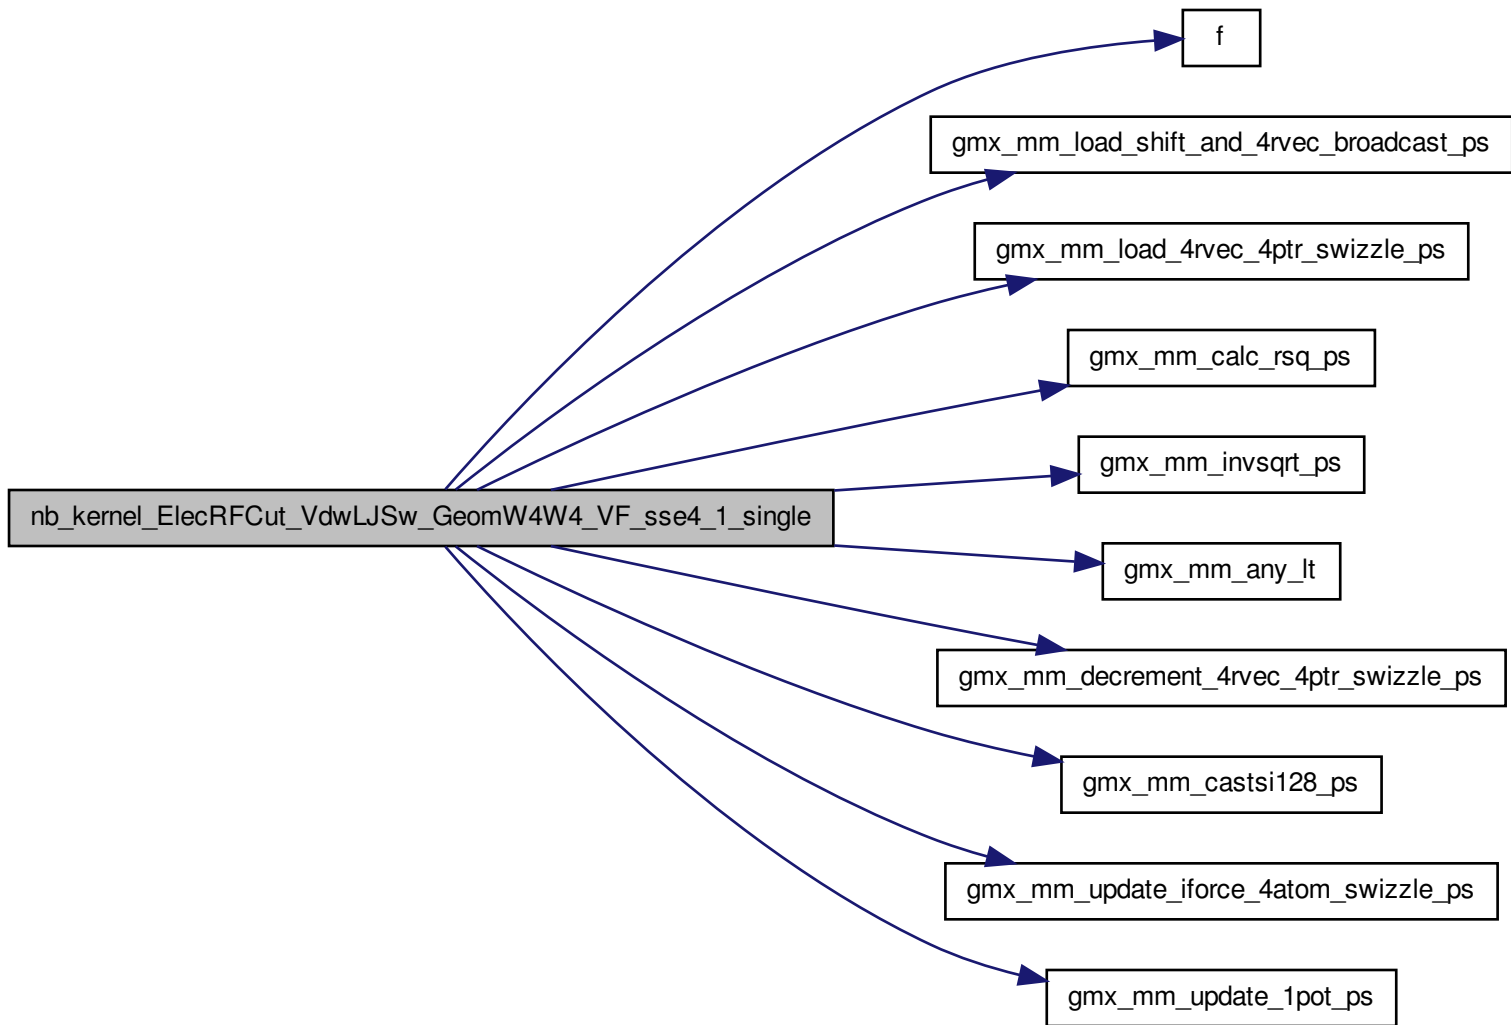 f
gmx_mm_load_shift_and_4rvec_broadcast_ps
gmx_mm_load_4rvec_4ptr_swizzle_ps
gmx_mm_calc_rsq_ps
gmx_mm_invsqrt_ps
nb_kernel_ElecRFCut_VdwLJSw_GeomW4W4_VF_sse4_1_single
gmx_mm_any_lt
gmx_mm_decrement_4rvec_4ptr_swizzle_ps
gmx_mm_castsi128_ps
gmx_mm_update_iforce_4atom_swizzle_ps
gmx_mm_update_1pot_ps